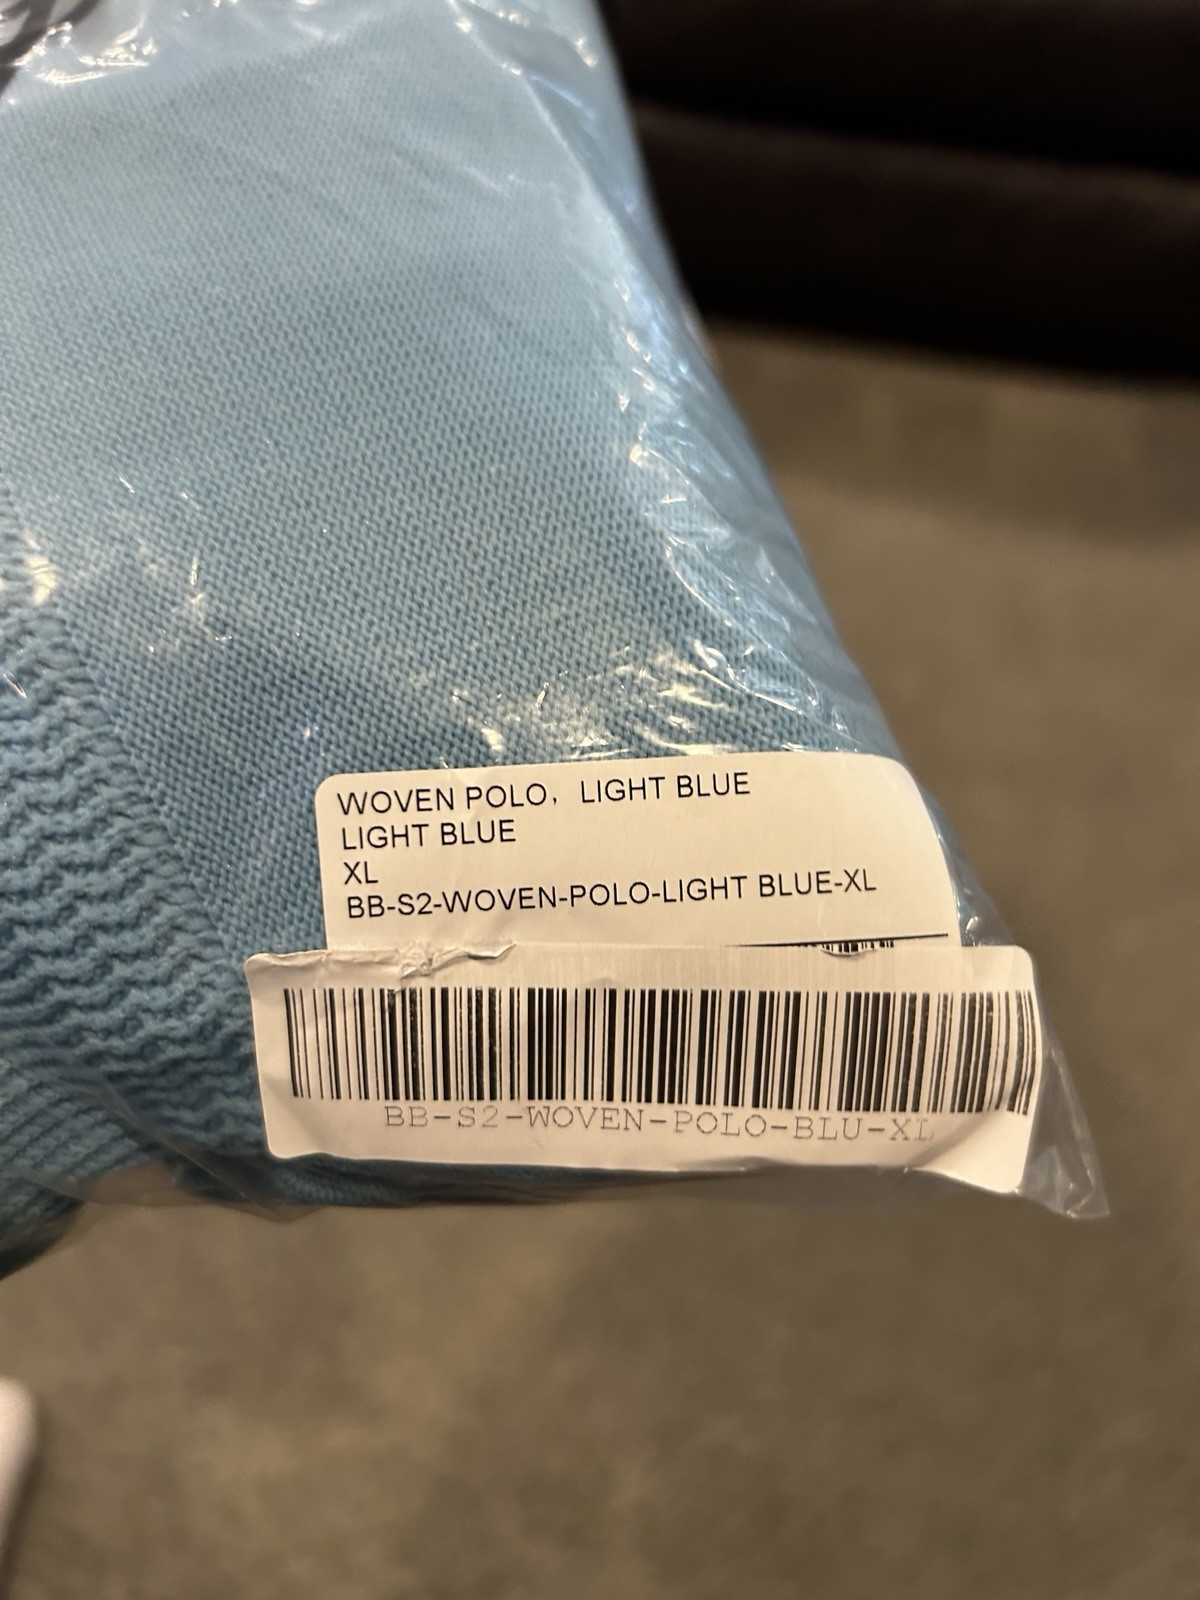 WOVEN POLO, LIGHT BLUE
LIGHT BLUE
XL
BB-S2-WOVEN-POLO-LIGHT BLUE-XL
BB-S2-WOVEN-POLO-BLU-XL